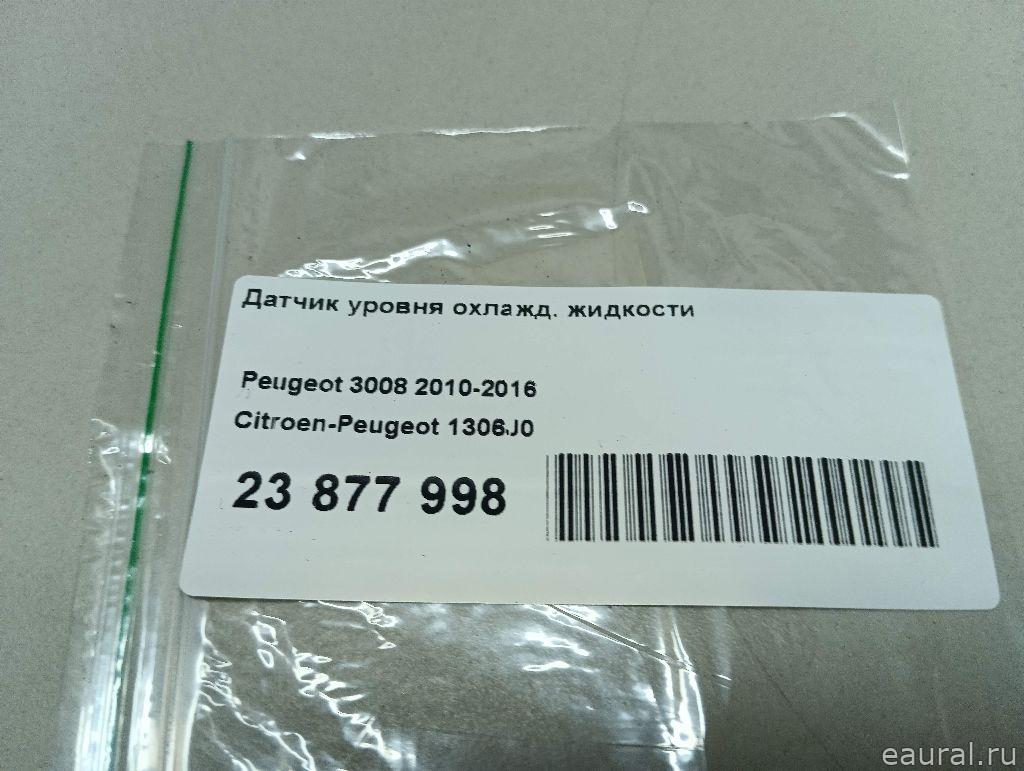 Датчик уровня охлажд. жидкости
Peugeot 3008 2010-2016
Citroen-Peugeot 1306J0
23 877 998
eaural.ru